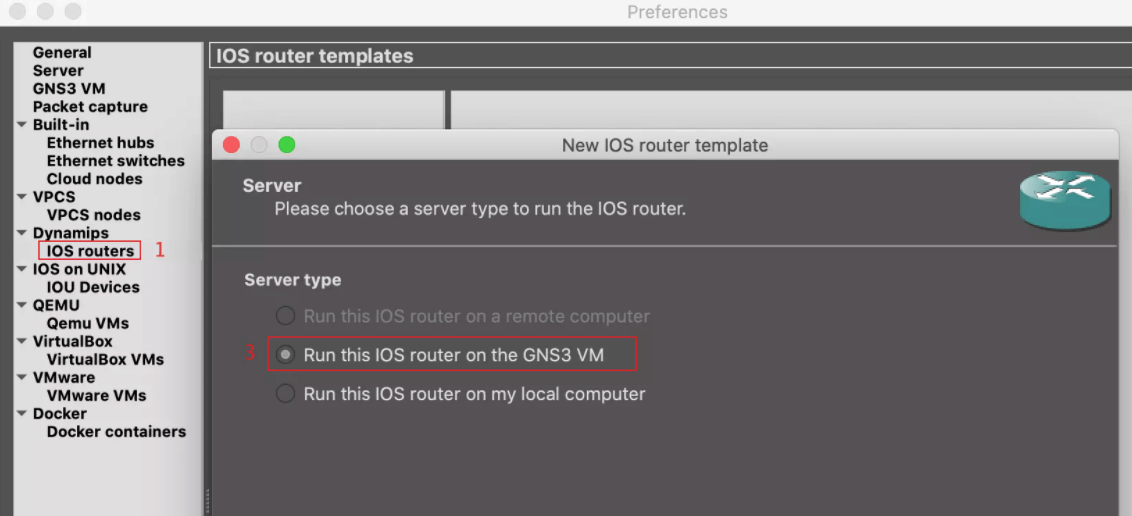 Preferences
General
Server
GNS3 VM
Packet capture
Built-in
Ethernet hubs
Ethernet switches
Cloud nodes
VPCS
VPCS nodes
Dynamips
IOS routers 1
IOS on UNIX
IOU Devices
QEMU
Qemu VMs
VirtualBox
VirtualBox VMs
VMware
VMware VMs
Docker
Docker containers
IOS router templates
New IOS router template
Server
Please choose a server type to run the IOS router.
Server type
Run this IOS router on a remote computer
3 Run this IOS router on the GNS3 VM
Run this IOS router on my local computer